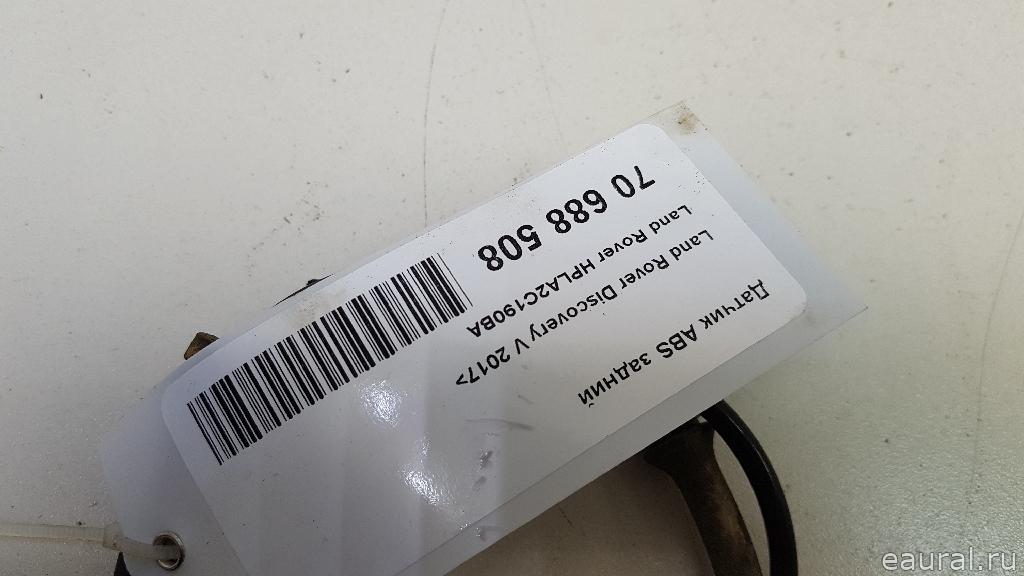 Датчик ABS задний
Land Rover Discovery V 2017>
Land Rover HPLA2C190BA
70 688 508
eaural.ru